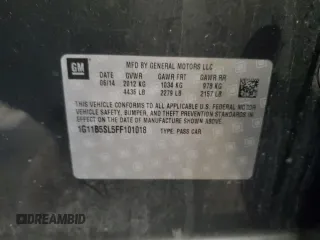 GM
MFD BY GENERAL MOTORS LLC
DATE GVWR GAWR FRT GAWR RR
06/14 2012 KG 1034 KG 978 KG
4436 LB 2279 LB 2157 LB
THIS VEHICLE CONFORMS TO ALL APPLICABLE U.S. FEDERAL MOTOR
VEHICLE SAFETY, BUMPER, AND THEFT PREVENTION STANDARDS IN
EFFECT ON THE DATE OF MANUFACTURE SHOWN ABOVE.
1G11B5SL5FF101018 TYPE: PASS CAR
DREAMBID